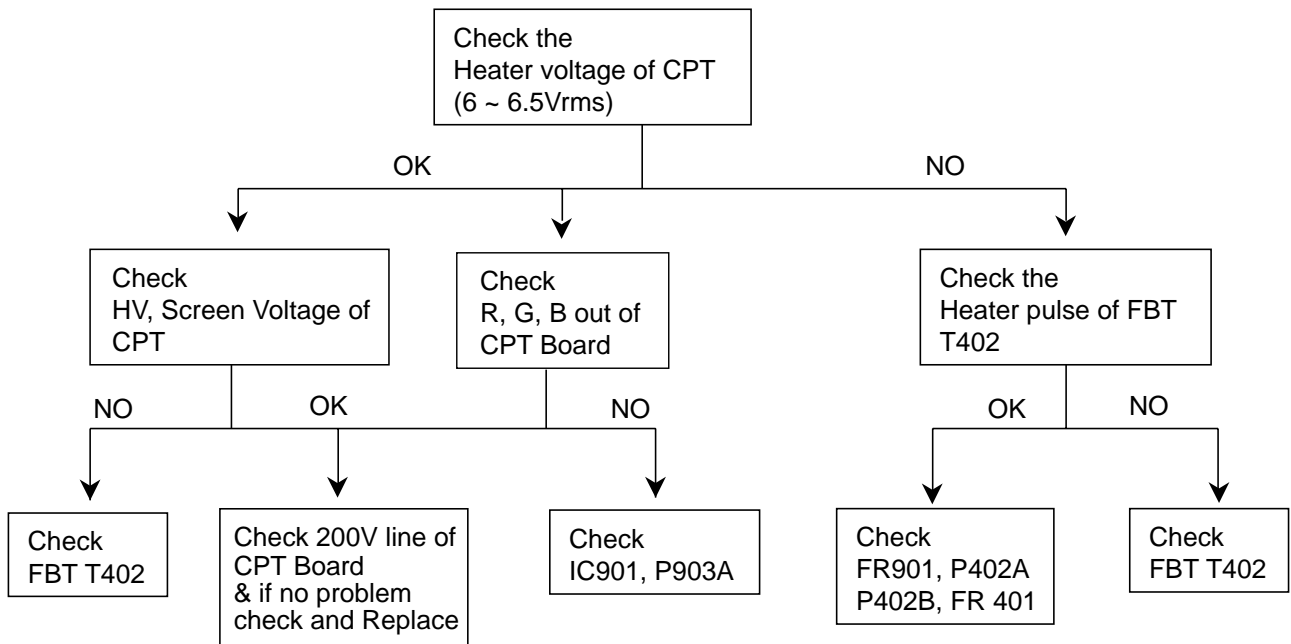 Check the
Heater voltage of CPT
(6 ~ 6.5Vrms)
OK
NO
Check
HV, Screen Voltage of
CPT
Check
R, G, B out of
CPT Board
Check the
Heater pulse of FBT
T402
NO
OK
NO
OK
NO
Check
FBT T402
Check 200V line of
CPT Board
& if no problem
check and Replace
Check
IC901, P903A
Check
FR901, P402A
P402B, FR 401
Check
FBT T402